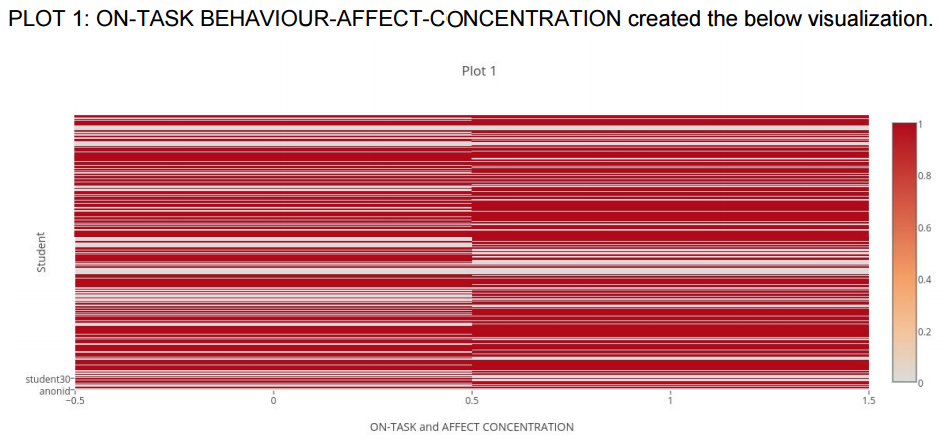 PLOT 1: ON-TASK BEHAVIOUR-AFFECT-CONCENTRATION created the below visualization.
Plot 1
Student
student30
anonid
−0.5
0
0.5
1
1.5
ON-TASK and AFFECT CONCENTRATION
1
0.8
0.6
0.4
0.2
0